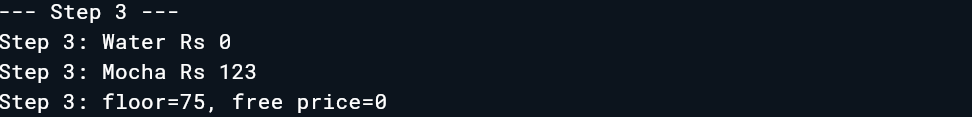 --- Step 3 ---
Step 3: Water Rs 0
Step 3: Mocha Rs 123
Step 3: floor=75, free price=0